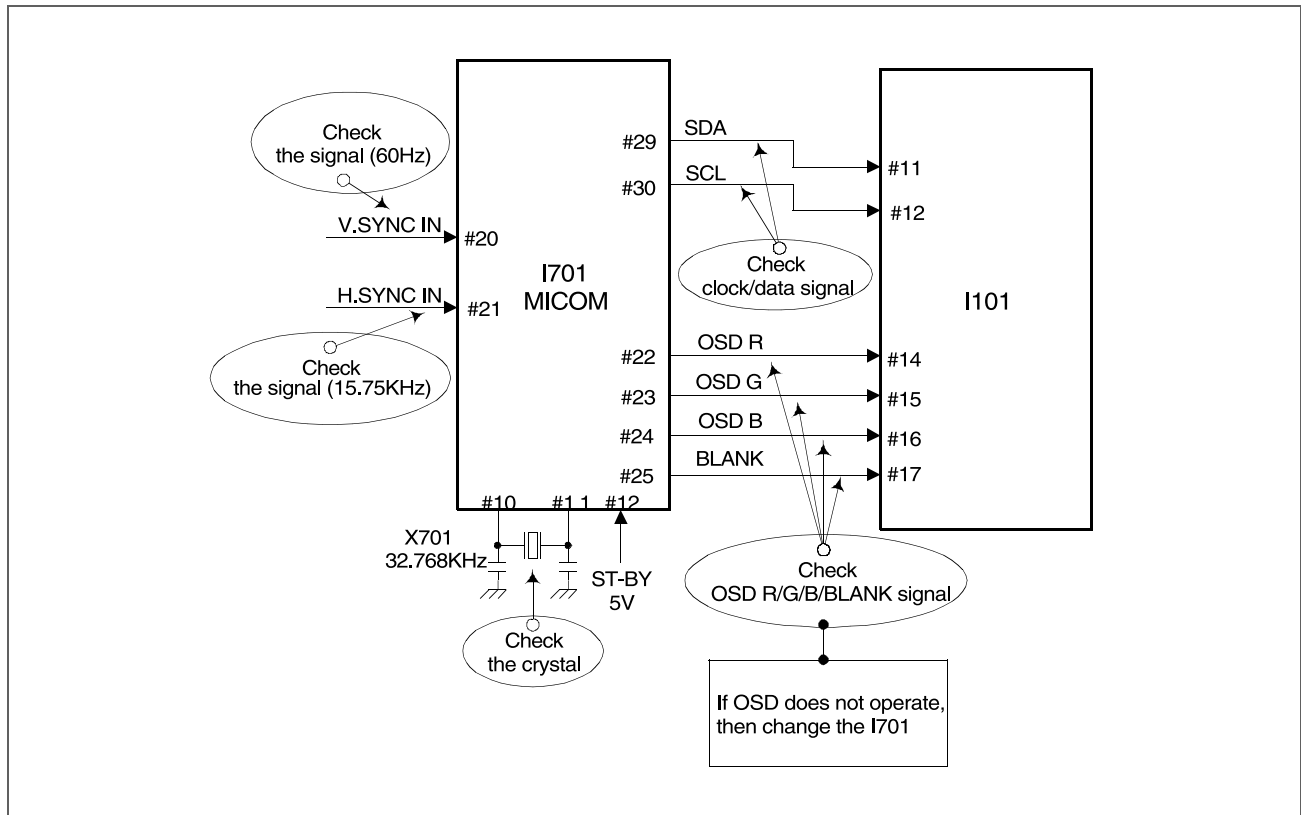 Check
the signal (60Hz)
V.SYNC IN
#20
H.SYNC IN
#21
Check
the signal (15.75KHz)
I701
MICOM
#29
SDA
#11
#30
SCL
#12
Check
clock/data signal
I101
#22
OSD R
#14
#23
OSD G
#15
#24
OSD B
#16
#25
BLANK
#17
#10
#11
#12
X701
32.768KHz
ST-BY
5V
Check
the crystal
Check
OSD R/G/B/BLANK signal
If OSD does not operate,
then change the I701